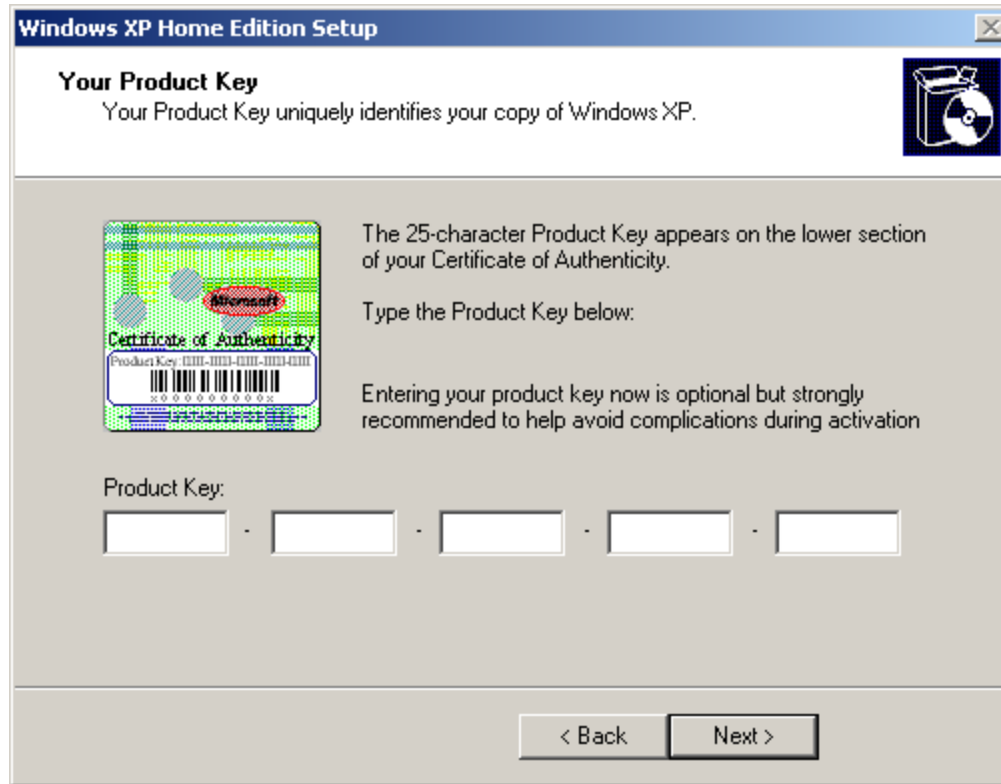 Windows XP Home Edition Setup
Your Product Key
Your Product Key uniquely identifies your copy of Windows XP.
The 25-character Product Key appears on the lower section
of your Certificate of Authenticity.
Type the Product Key below:
Microsoft
Certificate of Authenticity
Product Key:
Entering your product key now is optional but strongly
recommended to help avoid complications during activation
Product Key:
- - - -
< Back Next >